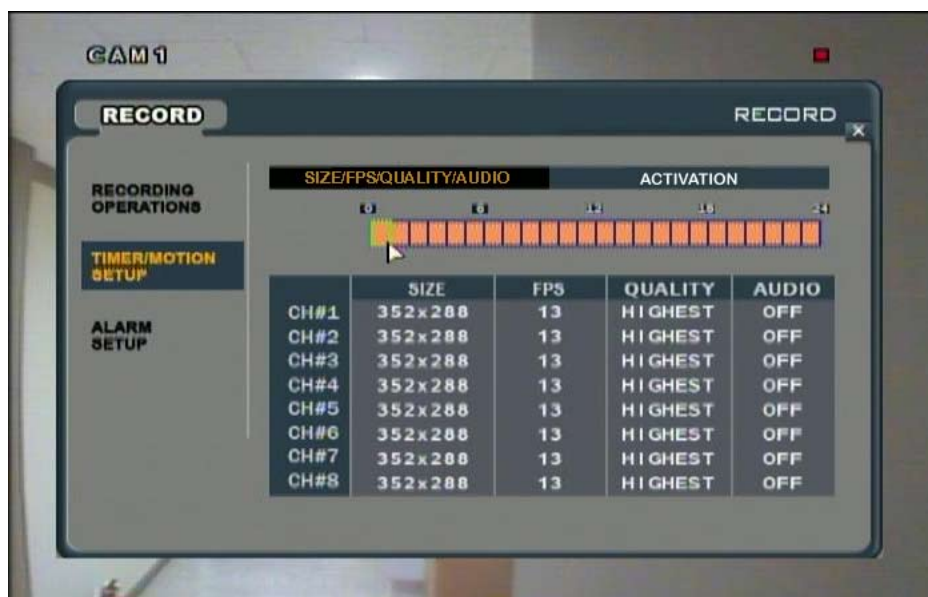 CAM 1
RECORD RECORD
X
RECORDING
OPERATIONS
TIMER/MOTION
SETUP
ALARM
SETUP
SIZE/FPS/QUALITY/AUDIO ACTIVATION
0 6 12 18 24
SIZE FPS QUALITY AUDIO
CH#1 352x288 13 HIGHEST OFF
CH#2 352x288 13 HIGHEST OFF
CH#3 352x288 13 HIGHEST OFF
CH#4 352x288 13 HIGHEST OFF
CH#5 352x288 13 HIGHEST OFF
CH#6 352x288 13 HIGHEST OFF
CH#7 352x288 13 HIGHEST OFF
CH#8 352x288 13 HIGHEST OFF